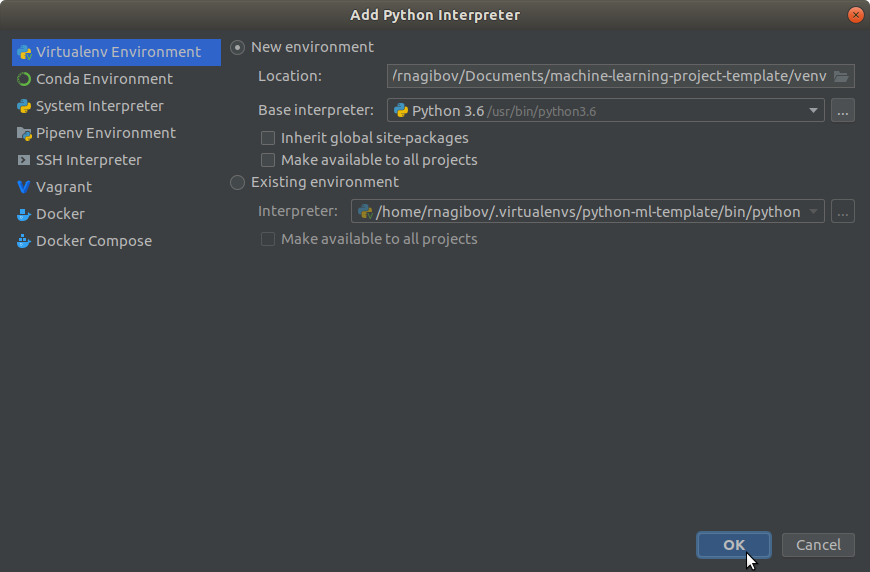 Add Python Interpreter
Virtualenv Environment
Conda Environment
System Interpreter
Pipenv Environment
SSH Interpreter
Vagrant
Docker
Docker Compose
New environment
Location: /rnagibov/Documents/machine-learning-project-template/venv
Base interpreter: Python 3.6 /usr/bin/python3.6 ...
Inherit global site-packages
Make available to all projects
Existing environment
Interpreter: /home/rnagibov/.virtualenvs/python-ml-template/bin/python ...
Make available to all projects
OK Cancel